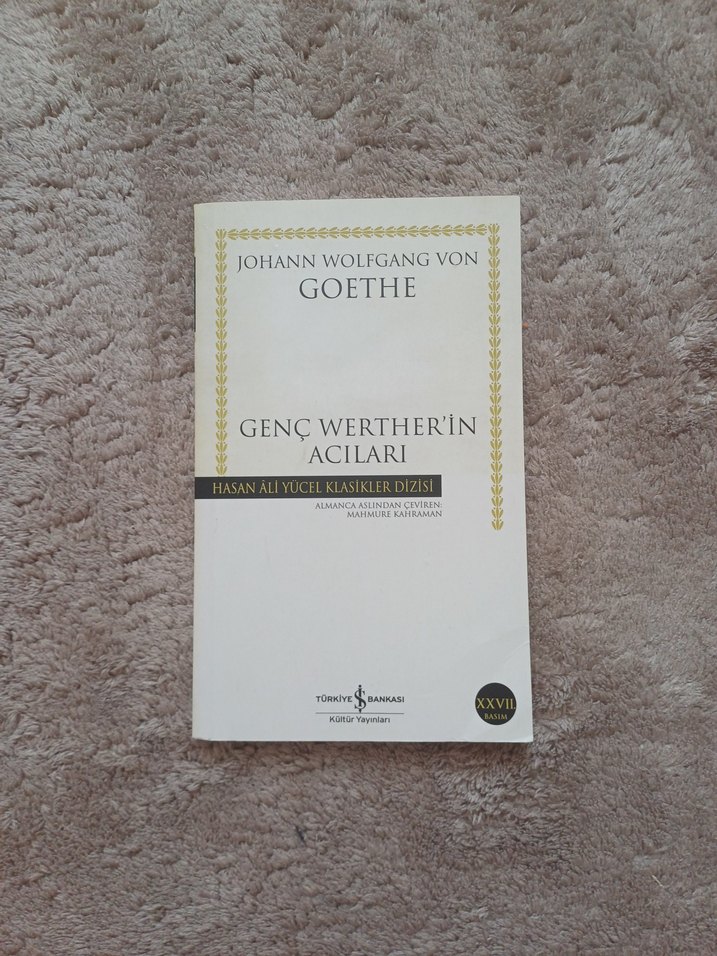 JOHANN WOLFGANG VON
GOETHE
GENÇ WERTHER'İN
ACILARI
HASAN ÂLİ YÜCEL KLASİKLER DİZİSİ
ALMANCA ASLINDAN ÇEVİREN:
MAHMURE KAHRAMAN
TÜRKİYE İŞ BANKASI
Kültür Yayınları
XXVII.
BASIM